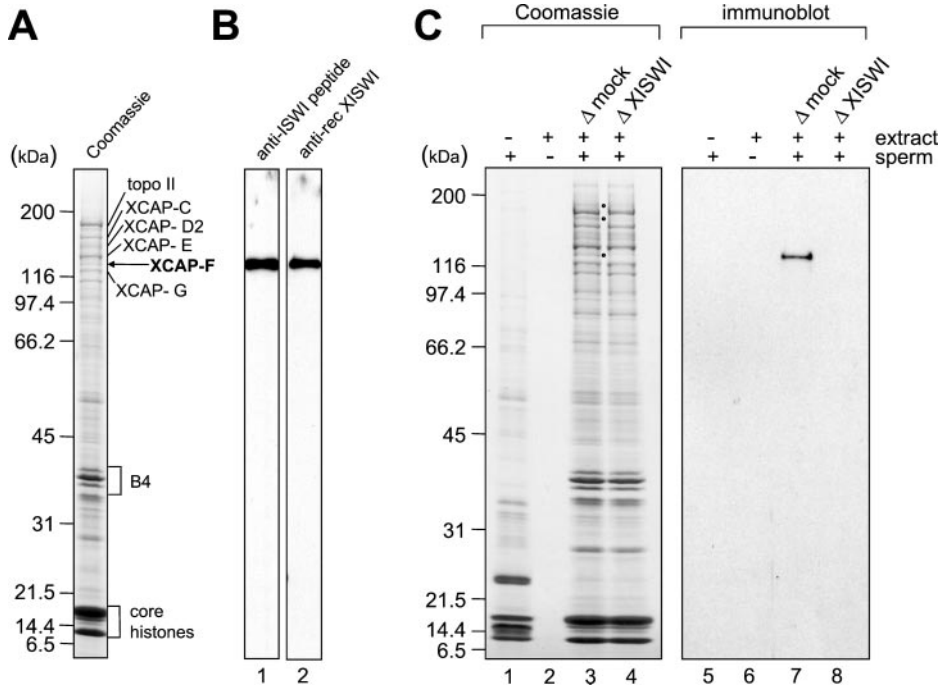 A
Coomassie
(kDa)
200
116
97.4
66.2
45
31
21.5
14.4
6.5
topo II
XCAP-C
XCAP- D2
XCAP- E
XCAP-F
XCAP- G
B4
core
histones
B
anti-ISWI peptide
anti-rec XISWI
1 2
C
Coomassie immunoblot
Δ mock Δ XISWI Δ mock Δ XISWI
- + + + - + + + extract
+ - + + + - + + sperm
(kDa)
200
116
97.4
66.2
45
31
21.5
14.4
6.5
1 2 3 4 5 6 7 8